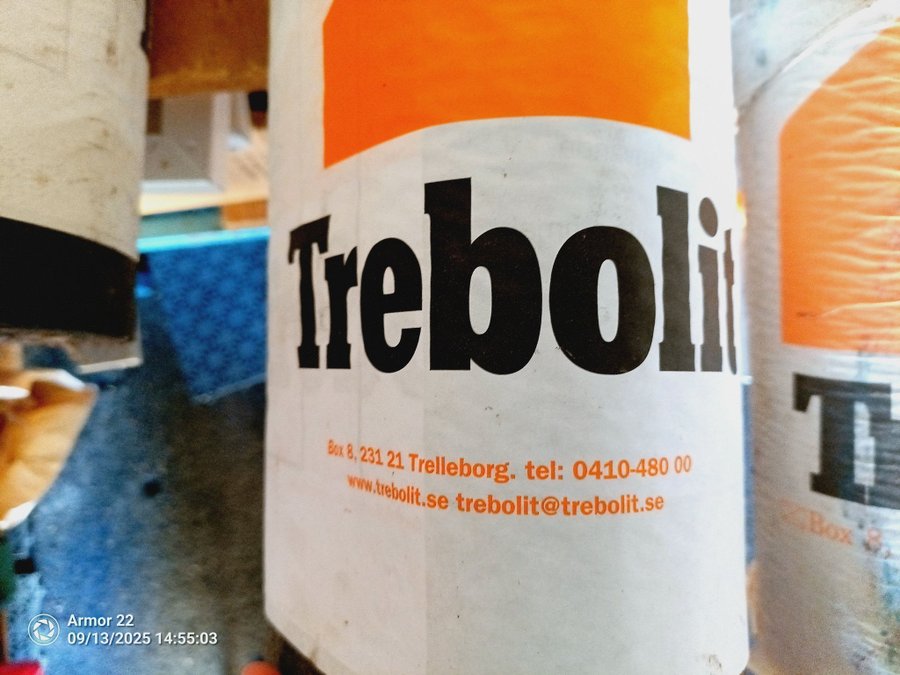 Trebolit
Box 8, 231 21 Trelleborg. tel: 0410-480 00
www.trebolit.se trebolit@trebolit.se
T
Box 8,
Armor 22
09/13/2025 14:55:03